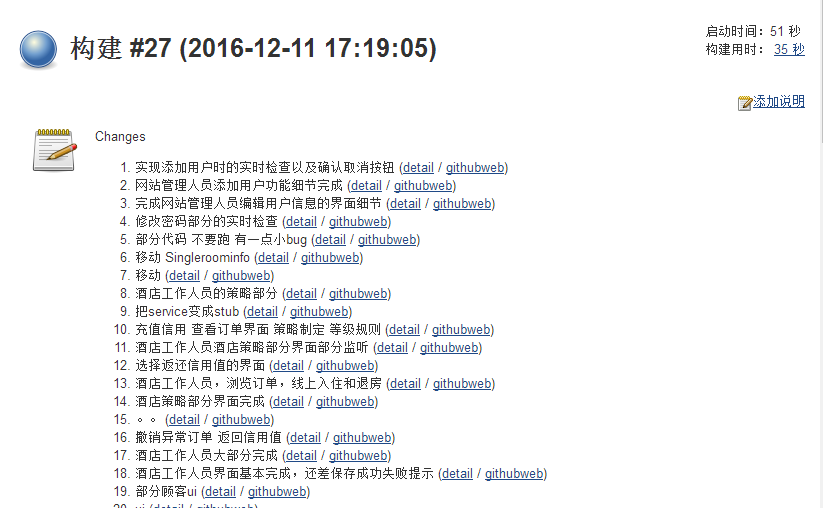 构建 #27 (2016-12-11 17:19:05)
启动时间：51 秒
构建用时： 35 秒
添加说明
Changes
1. 实现添加用户时的实时检查以及确认取消按钮 (detail / githubweb)
2. 网站管理人员添加用户功能细节完成 (detail / githubweb)
3. 完成网站管理人员编辑用户信息的界面细节 (detail / githubweb)
4. 修改密码部分的实时检查 (detail / githubweb)
5. 部分代码 不要跑 有一点小bug (detail / githubweb)
6. 移动 Singleroominfo (detail / githubweb)
7. 移动 (detail / githubweb)
8. 酒店工作人员的策略部分 (detail / githubweb)
9. 把service变成stub (detail / githubweb)
10. 充值信用 查看订单界面 策略制定 等级规则 (detail / githubweb)
11. 酒店工作人员酒店策略部分界面部分监听 (detail / githubweb)
12. 选择返还信用值的界面 (detail / githubweb)
13. 酒店工作人员，浏览订单，线上入住和退房 (detail / githubweb)
14. 酒店策略部分界面完成 (detail / githubweb)
15. 。。 (detail / githubweb)
16. 撤销异常订单 返回信用值 (detail / githubweb)
17. 酒店工作人员大部分完成 (detail / githubweb)
18. 酒店工作人员界面基本完成，还差保存成功失败提示 (detail / githubweb)
19. 部分顾客ui (detail / githubweb)
20. ui (detail / githubweb)